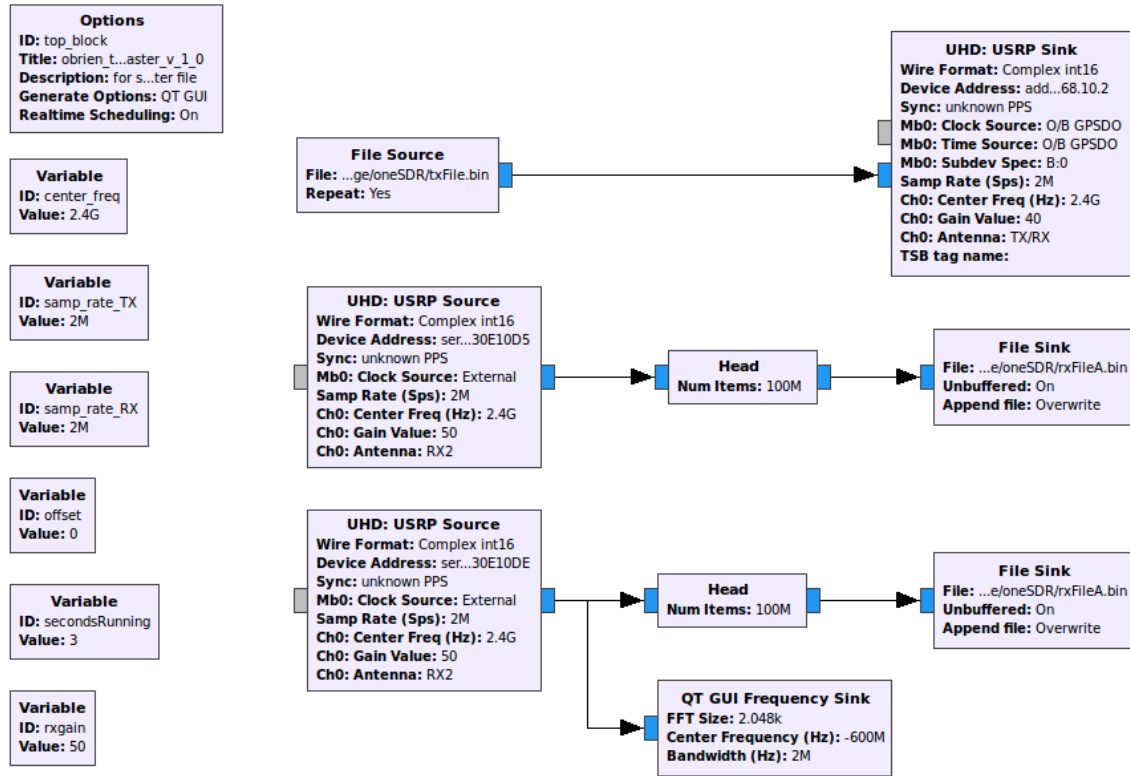 Options
ID: top_block
Title: obrien_t...aster_v_1_0
Description: for s...ter file
Generate Options: QT GUI
Realtime Scheduling: On
Variable
ID: center_freq
Value: 2.4G
Variable
ID: samp_rate_TX
Value: 2M
Variable
ID: samp_rate_RX
Value: 2M
Variable
ID: offset
Value: 0
Variable
ID: secondsRunning
Value: 3
Variable
ID: rxgain
Value: 50
File Source
File: ...ge/oneSDR/txFile.bin
Repeat: Yes
UHD: USRP Sink
Wire Format: Complex int16
Device Address: add...68.10.2
Sync: unknown PPS
Mb0: Clock Source: O/B GPSDO
Mb0: Time Source: O/B GPSDO
Mb0: Subdev Spec: B:0
Samp Rate (Sps): 2M
Ch0: Center Freq (Hz): 2.4G
Ch0: Gain Value: 40
Ch0: Antenna: TX/RX
TSB tag name:
UHD: USRP Source
Wire Format: Complex int16
Device Address: ser...30E10D5
Sync: unknown PPS
Mb0: Clock Source: External
Samp Rate (Sps): 2M
Ch0: Center Freq (Hz): 2.4G
Ch0: Gain Value: 50
Ch0: Antenna: RX2
Head
Num Items: 100M
File Sink
File: ...e/oneSDR/rxFileA.bin
Unbuffered: On
Append file: Overwrite
UHD: USRP Source
Wire Format: Complex int16
Device Address: ser...30E10DE
Sync: unknown PPS
Mb0: Clock Source: External
Samp Rate (Sps): 2M
Ch0: Center Freq (Hz): 2.4G
Ch0: Gain Value: 50
Ch0: Antenna: RX2
Head
Num Items: 100M
File Sink
File: ...e/oneSDR/rxFileA.bin
Unbuffered: On
Append file: Overwrite
QT GUI Frequency Sink
FFT Size: 2.048k
Center Frequency (Hz): -600M
Bandwidth (Hz): 2M